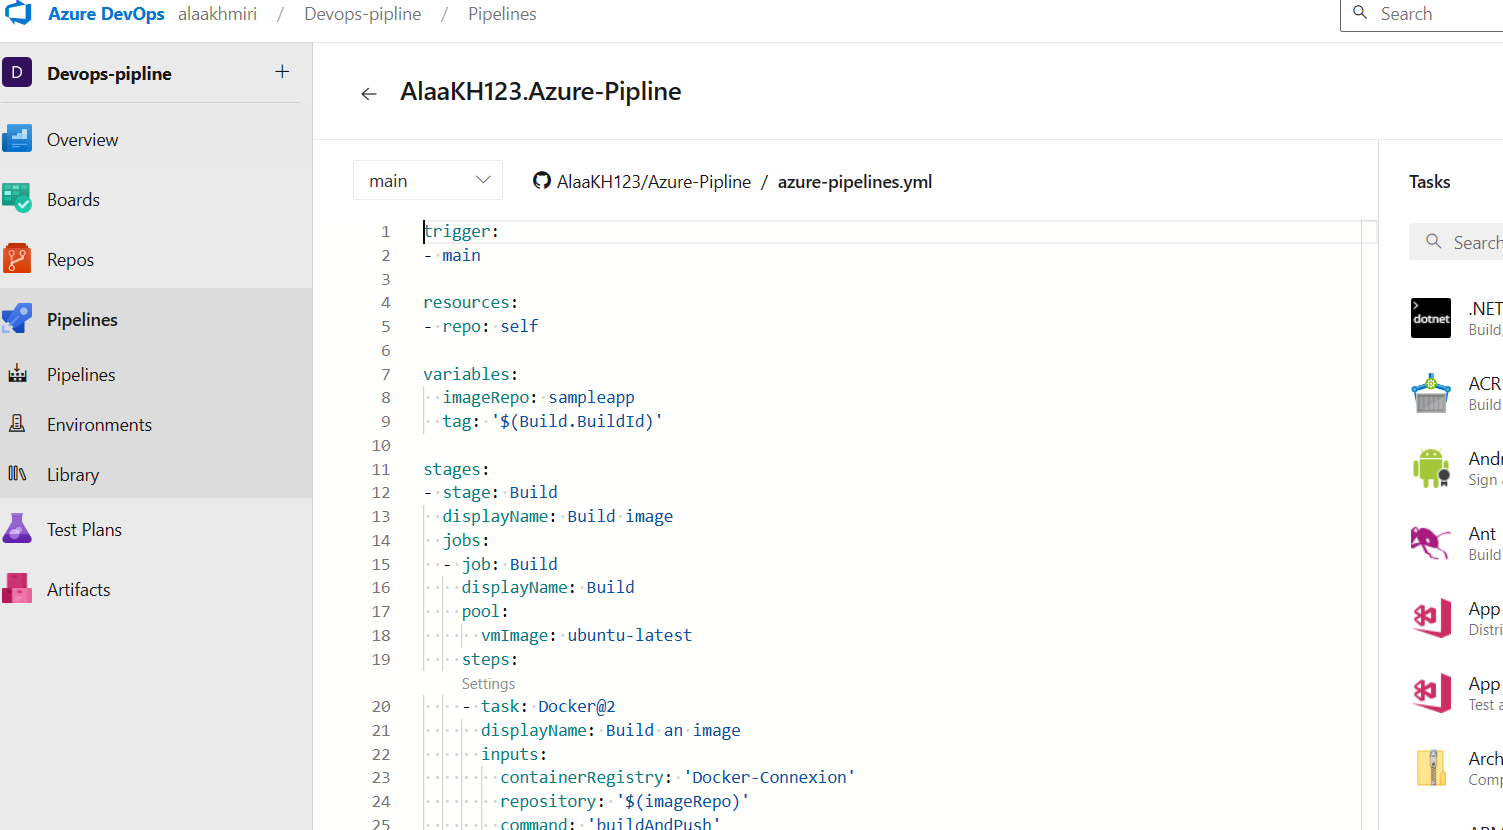 Azure DevOps alaakhmiri / Devops-pipline / Pipelines
Search
D Devops-pipline +
Overview
Boards
Repos
Pipelines
Pipelines
Environments
Library
Test Plans
Artifacts
← AlaaKH123.Azure-Pipline
main
AlaaKH123/Azure-Pipline / azure-pipelines.yml
1 trigger:
2 - main
3
4 resources:
5 - repo: self
6
7 variables:
8   imageRepo: sampleapp
9   tag: '$(Build.BuildId)'
10
11 stages:
12 - stage: Build
13   displayName: Build image
14   jobs:
15   - job: Build
16     displayName: Build
17     pool:
18       vmImage: ubuntu-latest
19     steps:
Settings
20     - task: Docker@2
21       displayName: Build an image
22       inputs:
23         containerRegistry: 'Docker-Connexion'
24         repository: '$(imageRepo)'
25         command: 'buildAndPush'
Tasks
Search
dotnet
.NET
Build,
ACR
Build
Andr
Sign
Ant
Build
App
Distri
App
Test a
Arch
Comp